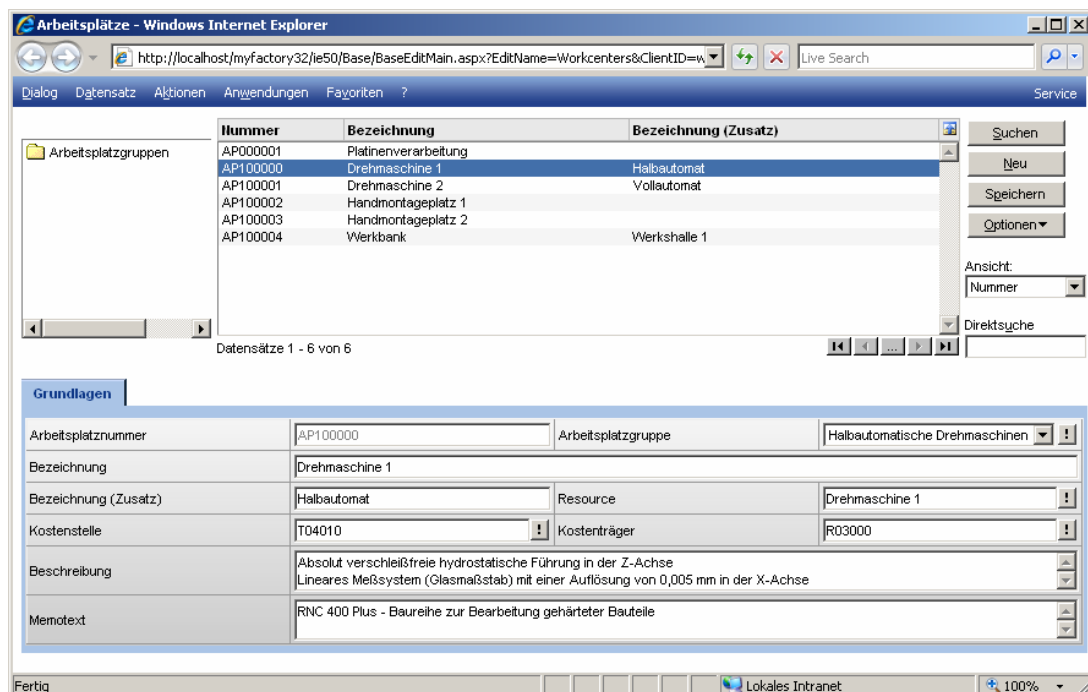 Arbeitsplätze - Windows Internet Explorer
http://localhost/myfactory32/ie50/Base/BaseEditMain.aspx?EditName=Workcenters&ClientID=w
Live Search
Dialog Datensatz Aktionen Anwendungen Favoriten ? Service
Arbeitsplatzgruppen
Nummer Bezeichnung Bezeichnung (Zusatz)
AP000001 Platinenverarbeitung
AP100000 Drehmaschine 1 Halbautomat
AP100001 Drehmaschine 2 Vollautomat
AP100002 Handmontageplatz 1
AP100003 Handmontageplatz 2
AP100004 Werkbank Werkshalle 1
Datensätze 1 - 6 von 6
...
Suchen
Neu
Speichern
Optionen
Ansicht:
Nummer
Direktsuche
Grundlagen
Arbeitsplatznummer AP100000 Arbeitsplatzgruppe Halbautomatische Drehmaschinen !
Bezeichnung Drehmaschine 1
Bezeichnung (Zusatz) Halbautomat Resource Drehmaschine 1 !
Kostenstelle T04010 ! Kostenträger R03000 !
Beschreibung
Absolut verschleißfreie hydrostatische Führung in der Z-Achse
Lineares Meßsystem (Glasmaßstab) mit einer Auflösung von 0,005 mm in der X-Achse
Memotext RNC 400 Plus - Baureihe zur Bearbeitung gehärteter Bauteile
Fertig Lokales Intranet 100%